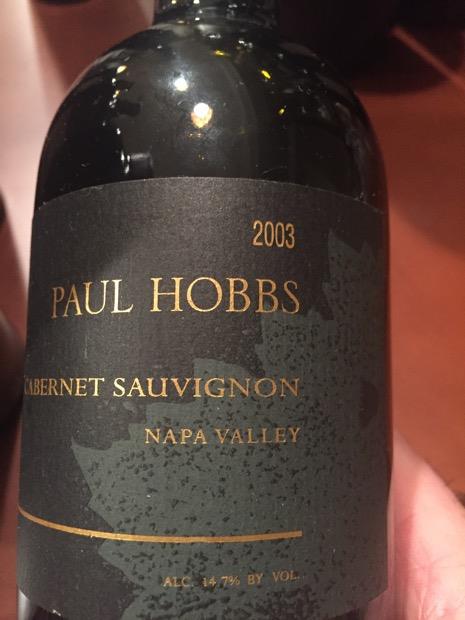 2003
PAUL HOBBS
CABERNET SAUVIGNON
NAPA VALLEY
ALC. 14.7% BY VOL.